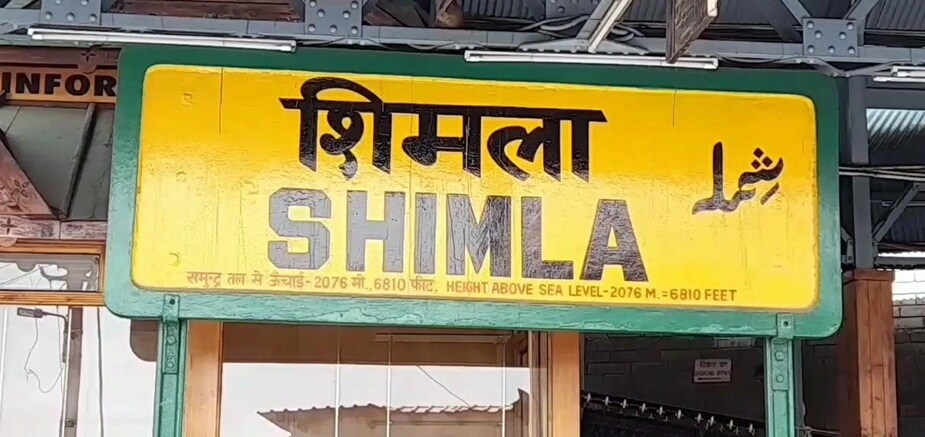 INFOR
शिमला
شملہ
SHIMLA
समुन्द्र तल से ऊँचाई-2076 मी.,6810 फीट, HEIGHT ABOVE SEA LEVEL-2076 M.=6810 FEET